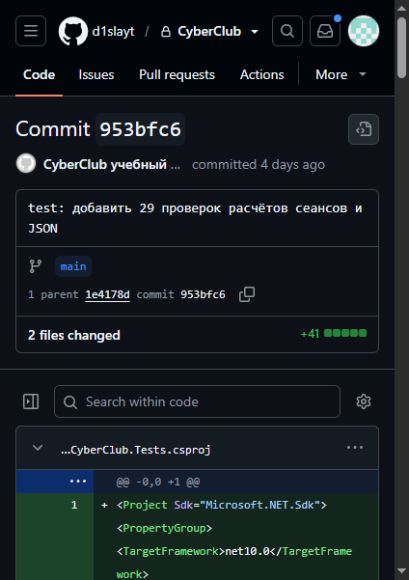 d1slayt / CyberClub
Code Issues Pull requests Actions More
Commit 953bfc6
CyberClub учебный ... committed 4 days ago
test: добавить 29 проверок расчётов сеансов и
JSON
main
1 parent 1e4178d commit 953bfc6
2 files changed +41
Search within code
...CyberClub.Tests.csproj
@@ -0,0 +1 @@
1 + <Project Sdk="Microsoft.NET.Sdk">
<PropertyGroup>
<TargetFramework>net10.0</TargetFrame
work>